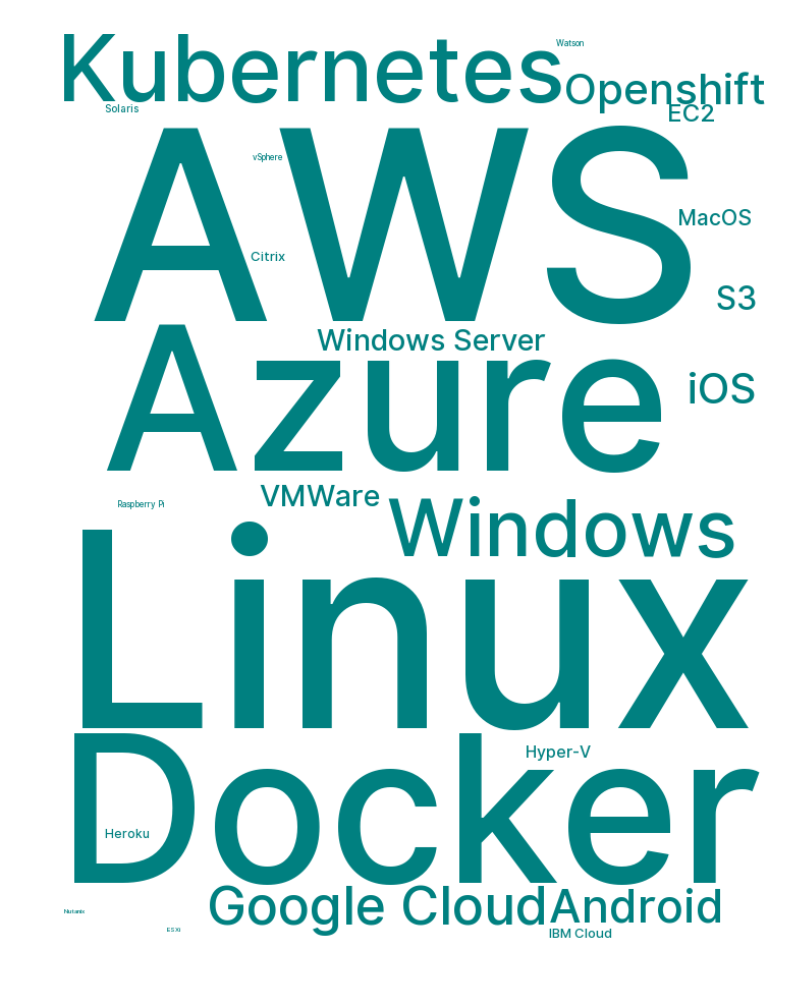 Kubernetes
Watson
Openshift
Solaris
EC2
AWS
vSphere
MacOS
Citrix
S3
Windows Server
Azure
iOS
VMWare
Raspberry Pi
Windows
Linux
Docker
Hyper-V
Heroku
Google Cloud
Android
Nutanix
ESXi
IBM Cloud